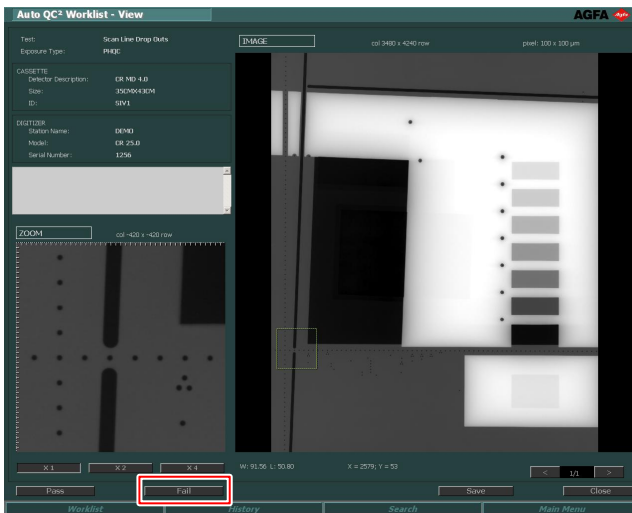 Auto QC² Worklist - View
AGFA
Test: Scan Line Drop Outs
Exposure Type: PHQC
CASSETTE
Detector Description: CR MD 4.0
Size: 35CMX43CM
ID: SIV1
DIGITIZER
Station Name: DEMO
Model: CR 25.0
Serial Number: 1256
IMAGE col 3480 x 4240 row pixel: 100 x 100 µm
ZOOM col -420 x -420 row
X 1 X 2 X 4
W: 91.56 L: 50.80 X = 2579; Y = 53
< 1/1 >
Pass Fail Save Close
Worklist History Search Main Menu